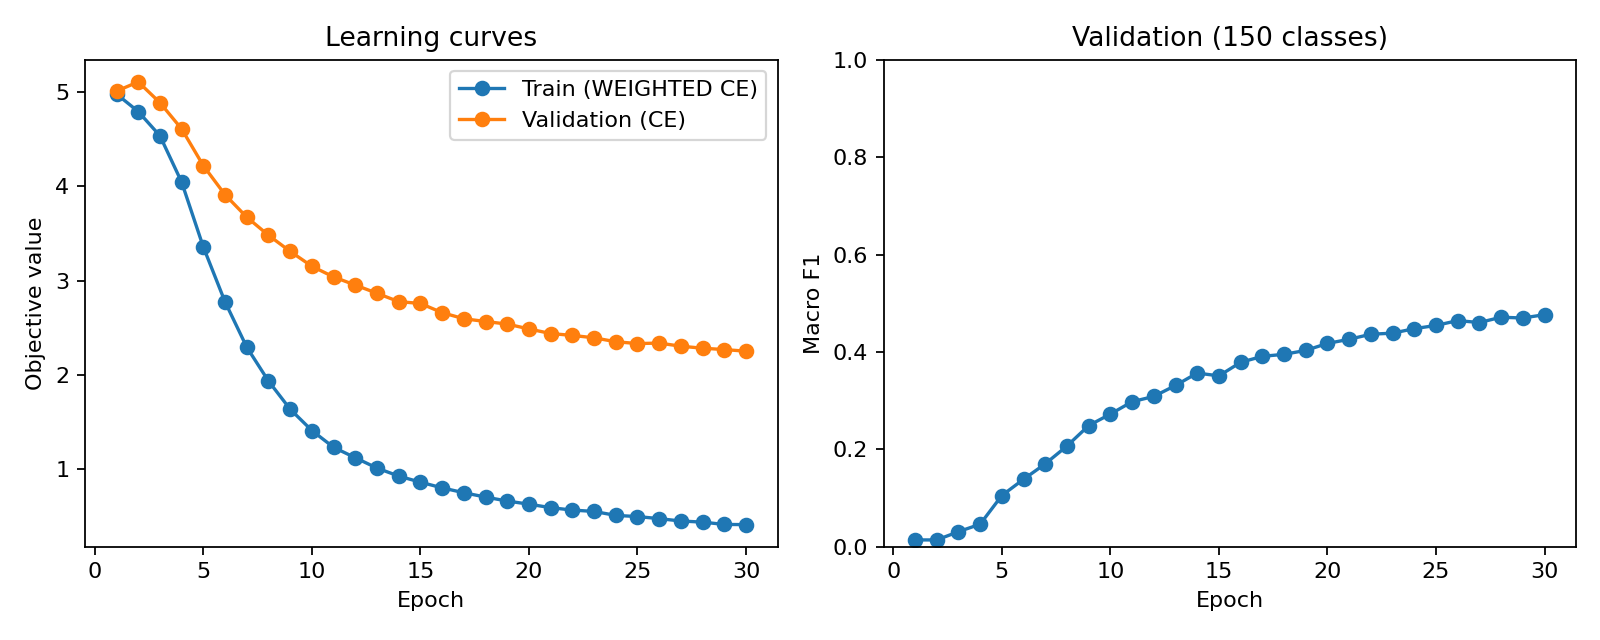 Learning curves
Objective value
5
4
3
2
1
Train (WEIGHTED CE)
Validation (CE)
0 5 10 15 20 25 30
Epoch
Validation (150 classes)
Macro F1
1.0
0.8
0.6
0.4
0.2
0.0
0 5 10 15 20 25 30
Epoch